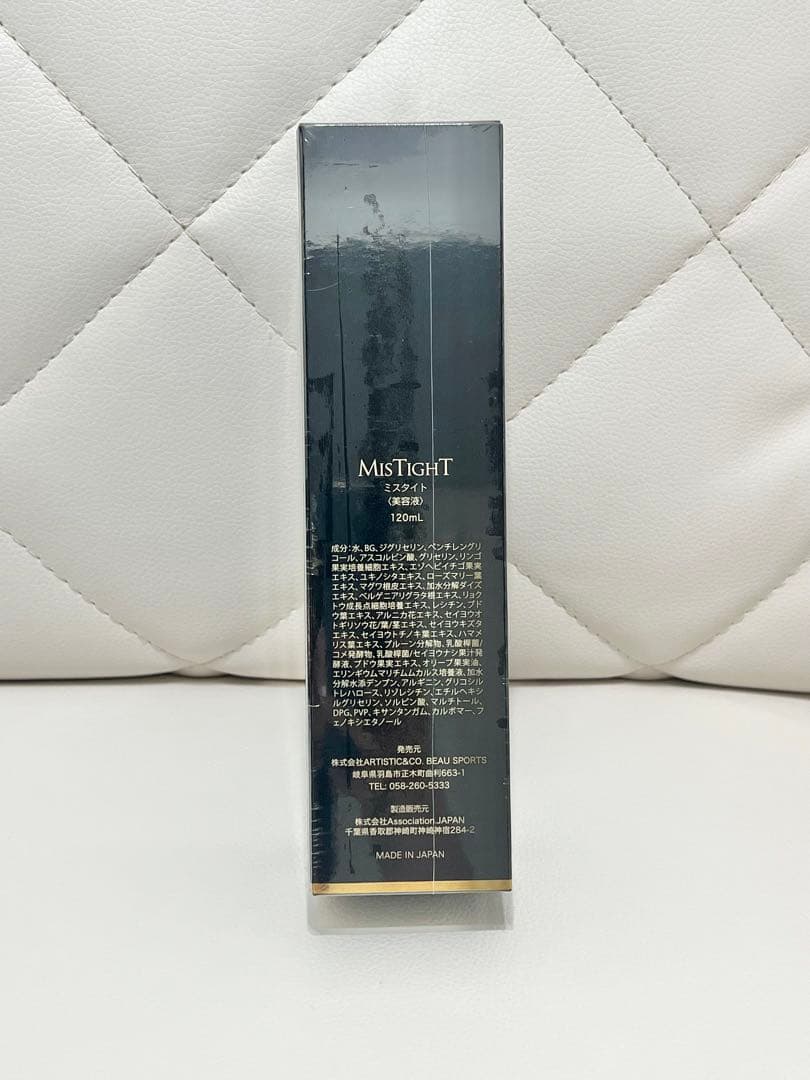 MISTIGHT
ミスタイト
〈美容液〉
120mL
成分：水、BG、ジグリセリン、ペンチレングリ
コール、アスコルビン酸、グリセリン、リンゴ
果実培養細胞エキス、エゾヘビイチゴ果実
エキス、ユキノシタエキス、ローズマリー葉
エキス、マグワ根皮エキス、加水分解ダイズ
エキス、ベルゲニアリグラタ根エキス、リョク
トウ成長点細胞培養エキス、レシチン、ブド
ウ葉エキス、アルニカ花エキス、セイヨウオ
トギリソウ花/葉/茎エキス、セイヨウキズタ
エキス、セイヨウトチノキ葉エキス、ハマメ
リス葉エキス、プルーン分解物、乳酸桿菌/
コメ発酵物、乳酸桿菌/セイヨウナシ果汁発
酵液、ブドウ果実エキス、オリーブ果実油、
エリンギウムマリチムムカルス培養液、加水
分解水添デンプン、アルギニン、グリコシル
トレハロース、リゾレシチン、エチルヘキシ
ルグリセリン、ソルビン酸、マルチトール、
DPG、PVP、キサンタンガム、カルボマー、フ
ェノキシエタノール
発売元
株式会社ARTISTIC&CO. BEAU SPORTS
岐阜県羽島市正木町曲利663-1
TEL: 058-260-5333
製造販売元
株式会社Association JAPAN
千葉県香取郡神崎町神崎神宿284-2
MADE IN JAPAN